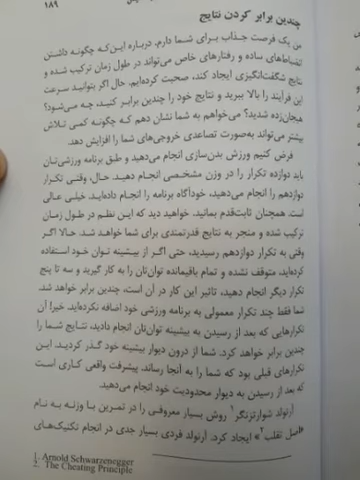 ۱۸۹
چندین برابر کردن نتایج
من یک فرصت جذاب برای شما دارم. درباره این‌که چگونه داشتن
انضباط‌های ساده و رفتارهای خاص می‌تواند در طول زمان ترکیب شده و
نتایج شگفت‌انگیزی ایجاد کند، صحبت کرده‌ایم. حال اگر بتوانید سرعت
این فرآیند را بالا ببرید و نتایج خود را چندین برابر کنید، چه می‌شود؟
هیجان‌زده شدید؟ می‌خواهم به شما نشان دهم که چگونه کمی تلاش
بیشتر می‌تواند به‌صورت تصاعدی خروجی‌های شما را افزایش دهد.
فرض کنیم ورزش بدن‌سازی انجام می‌دهید و طبق برنامه ورزشی‌تان
باید دوازده تکرار را در وزن مشخصی انجام دهید. حال، وقتی تکرار
دوازدهم را انجام می‌دهید، خودآگاه برنامه را انجام داده‌اید. خیلی عالی
است. همچنان ثابت‌قدم بمانید. خواهید دید که این نظم در طول زمان
ترکیب شده و منجر به نتایج قدرتمندی برای شما خواهد شد. حالا اگر
وقتی به تکرار دوازدهم رسیدید، حتی اگر از بیشینه توان خود استفاده
کرده‌اید، متوقف نشده و تمام باقیمانده توان‌تان را به کار گیرید و سه تا پنج
تکرار دیگر انجام دهید، تاثیر این کار در آن است، چندین برابر خواهد شد.
شما فقط چند تکرار معمولی به برنامه ورزشی خود اضافه نکرده‌اید. خیر! آن
تکرارهایی که بعد از رسیدن به بیشینه توان‌تان انجام دادید، نتایج شما را
چندین برابر خواهد کرد. شما از درون دیوار بیشینه خود گذر کردید. این
تکرارهای قبلی بود که شما را به آنجا رساند. پیشرفت واقعی کاری است
که بعد از رسیدن به دیوار محدودیت خود انجام می‌دهید.
آرنولد شوارتزنگر۱ روش بسیار معروفی را در تمرین با وزنه به نام
«اصل تقلب۲» ایجاد کرد. آرنولد فردی بسیار جدی در انجام تکنیک‌های
1. Arnold Schwarzenegger
2. The Cheating Principle